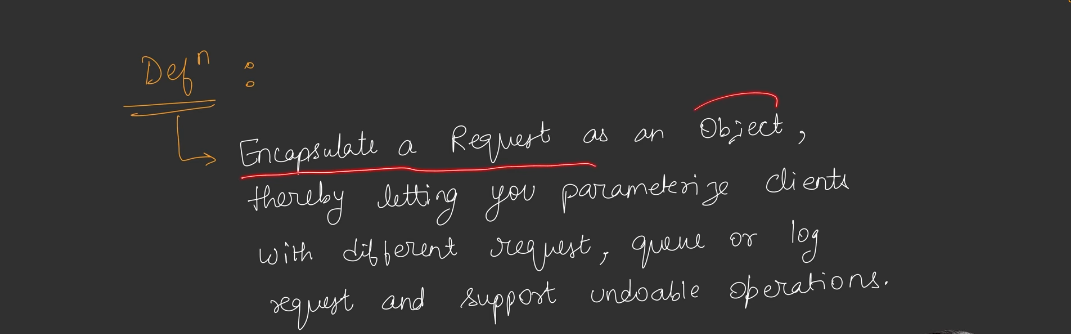 Defⁿ :
Encapsulate a Request as an Object,
thereby letting you parameterize clients
with different request, queue or log
request and support undoable operations.